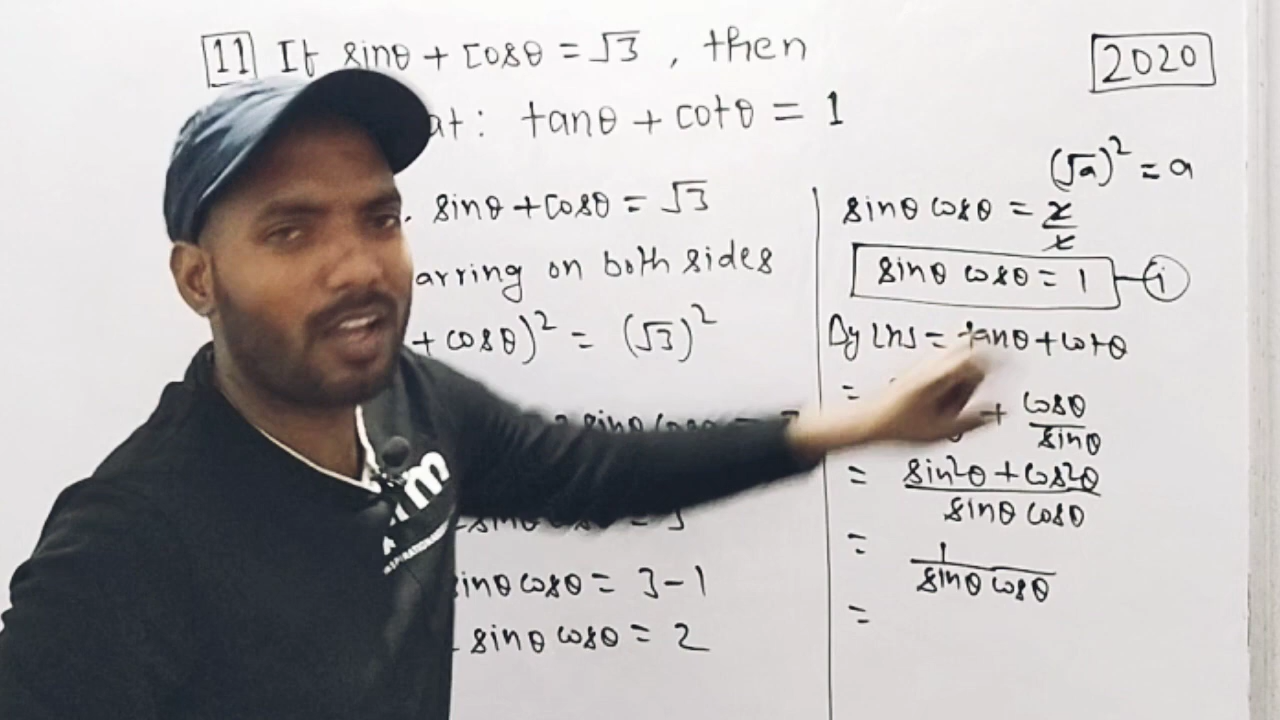 11 If sinθ + cosθ = √3 , then
at: tanθ + cotθ = 1
2020
sinθ + cosθ = √3
arring on both sides
+ cosθ)² = (√3)²
sinθ cosθ = 3 - 1
sinθ cosθ = 2
(√a)² = a
sinθ cosθ = 2/2
sinθ cosθ = 1 — i
= tanθ + cotθ
= + cosθ/sinθ
= sin²θ + cos²θ / sinθ cosθ
= 1 / sinθ cosθ
=